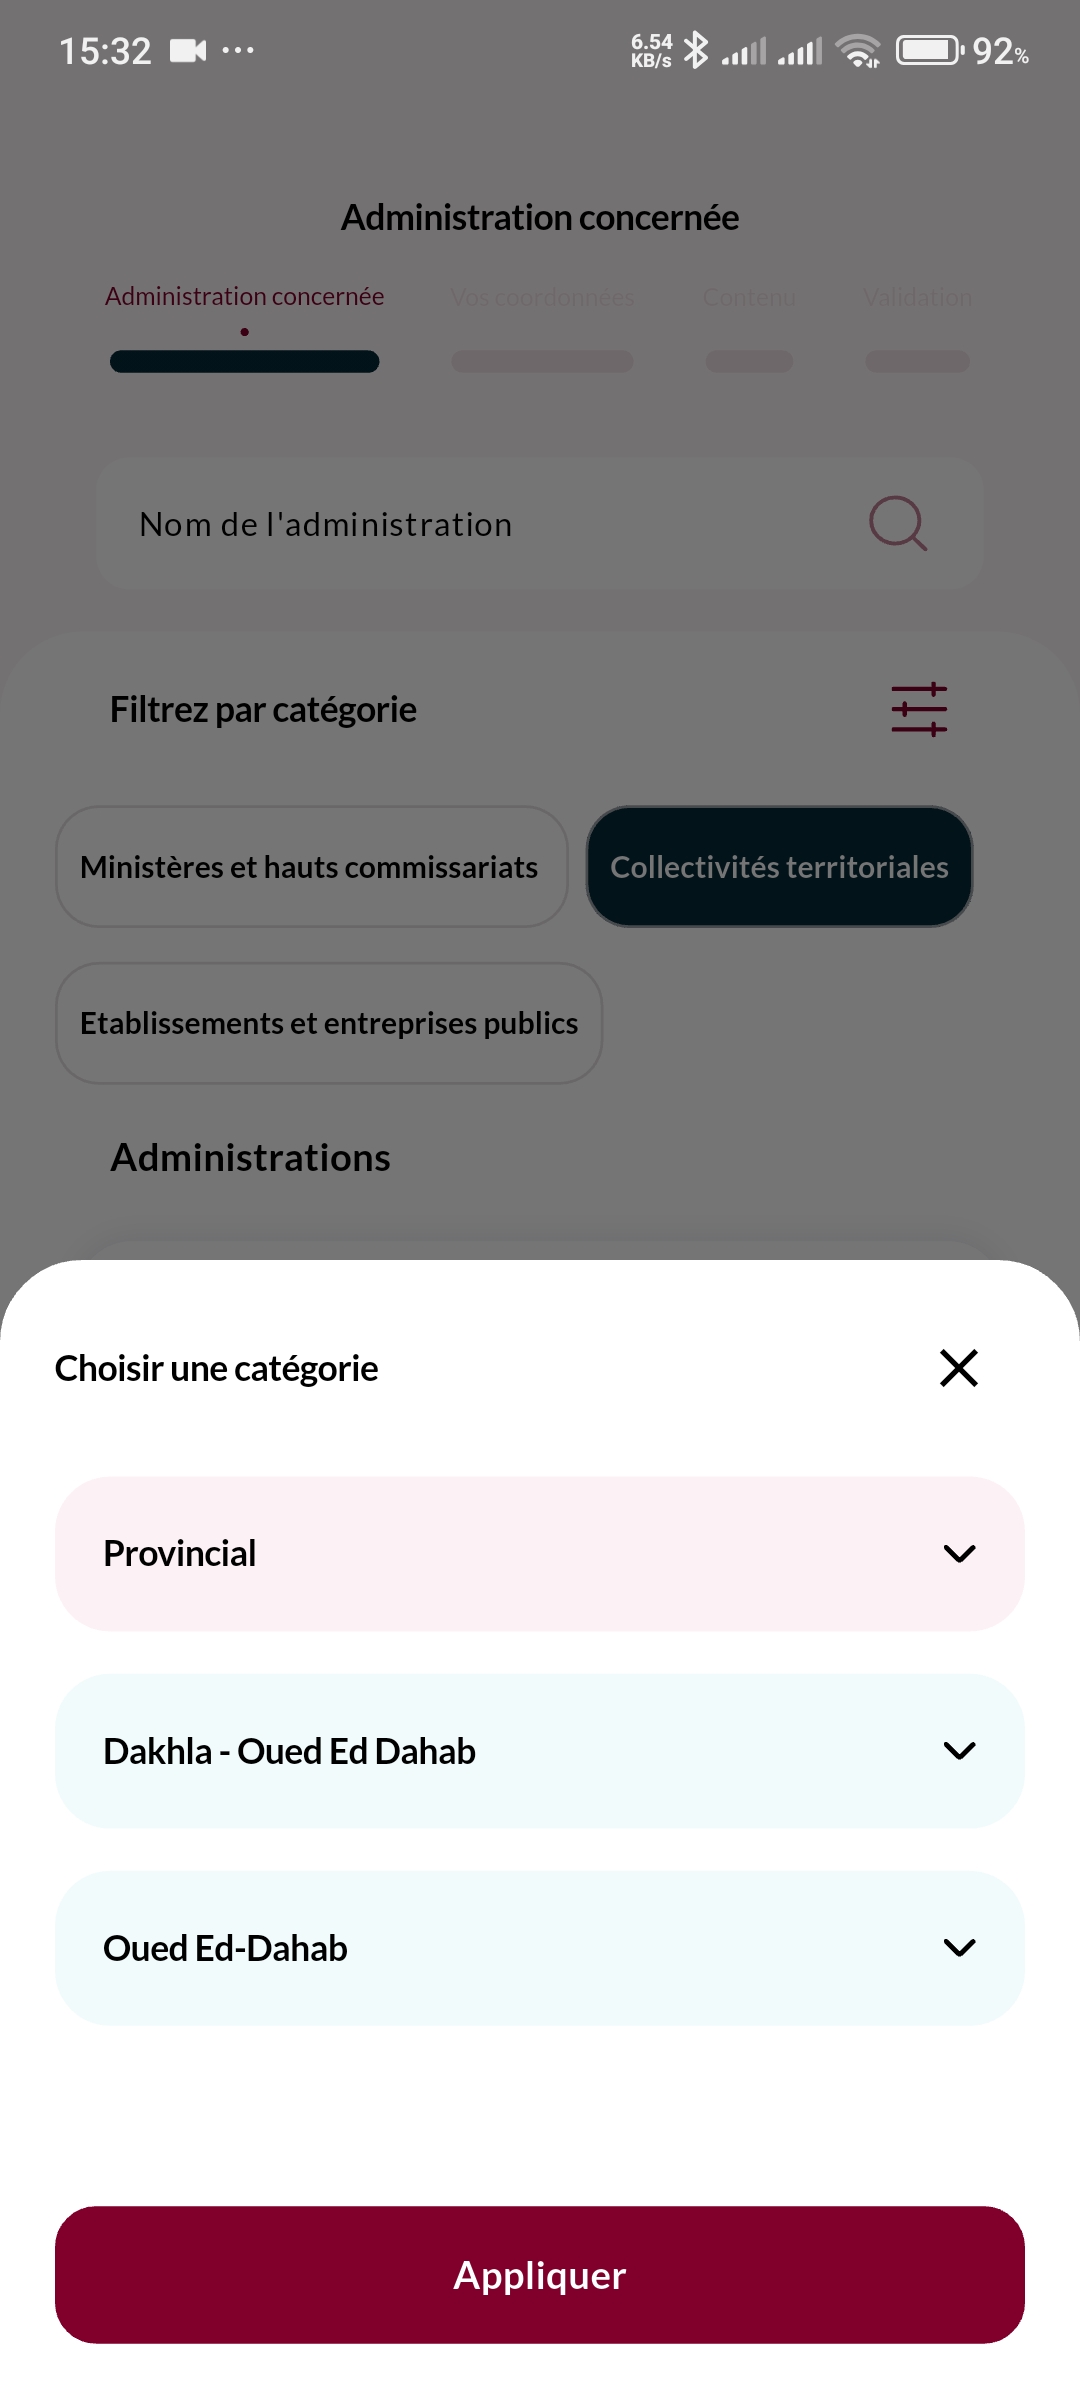 15:32 ... 6.54 KB/s 92%
Administration concernée
Administration concernée Vos coordonnées Contenu Validation
Nom de l'administration
Filtrez par catégorie
Ministères et hauts commissariats Collectivités territoriales
Etablissements et entreprises publics
Administrations
Choisir une catégorie
Provincial
Dakhla - Oued Ed Dahab
Oued Ed-Dahab
Appliquer